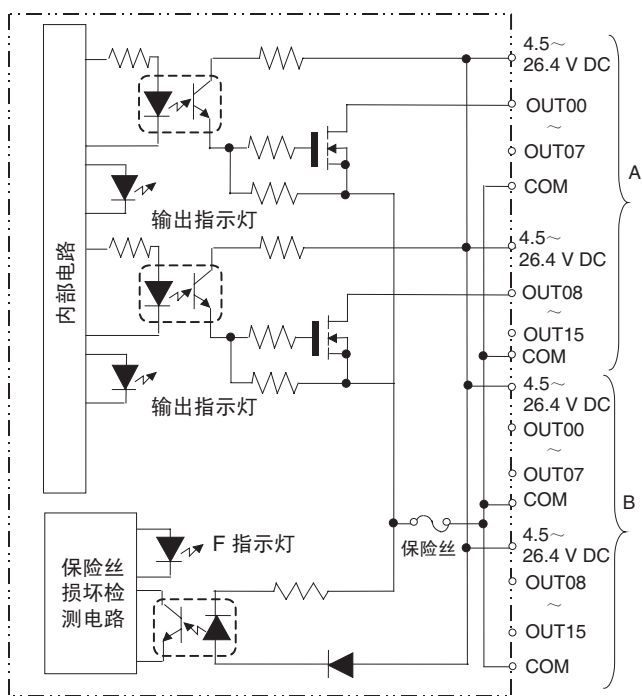 4.5～
26.4 V DC
OUT00
～
OUT07
COM
A
输出指示灯
内部电路
4.5～
26.4 V DC
OUT08
～
OUT15
COM
输出指示灯
4.5～
26.4 V DC
OUT00
～
OUT07
COM
B
保险丝
4.5～
26.4 V DC
OUT08
～
OUT15
COM
F 指示灯
保险丝
损坏检
测电路